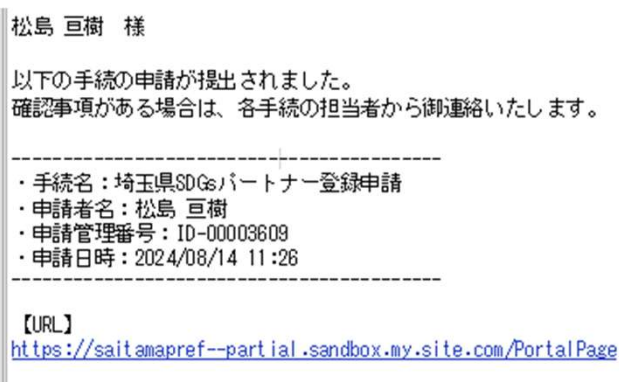 松島 亘樹　様
以下の手続の申請が提出されました。
確認事項がある場合は、各手続の担当者から御連絡いたします。
-----------------------------------------
・手続名：埼玉県SDGsパートナー登録申請
・申請者名：松島 亘樹
・申請管理番号：ID-00003609
・申請日時：2024/08/14 11:26
-----------------------------------------
【URL】
https://saitamapref--partial.sandbox.my.site.com/PortalPage